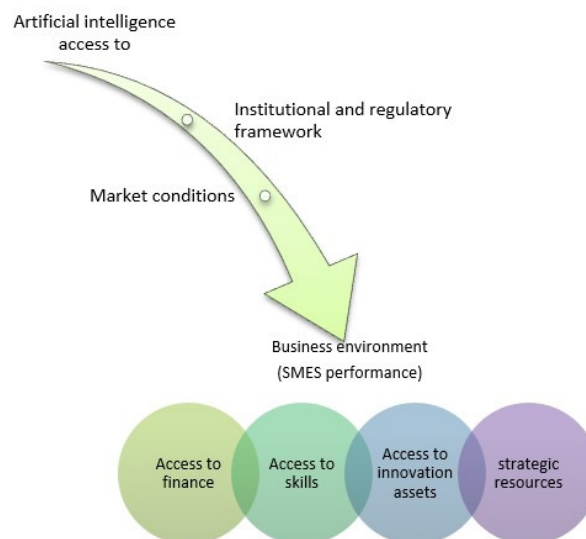 Artificial intelligence
access to
Institutional and regulatory
framework
Market conditions
Business environment
(SMES performance)
Access to
finance
Access to
skills
Access to
innovation
assets
strategic
resources